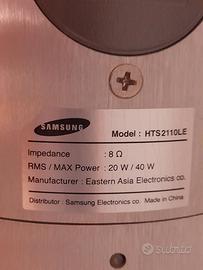 SAMSUNG
Model : HTS2110LE
Impedance : 8 Ω
RMS / MAX Power : 20 W / 40 W
Manufacturer : Eastern Asia Electronics co.
Distributor : Samsung Electronics co. Made in China
subito